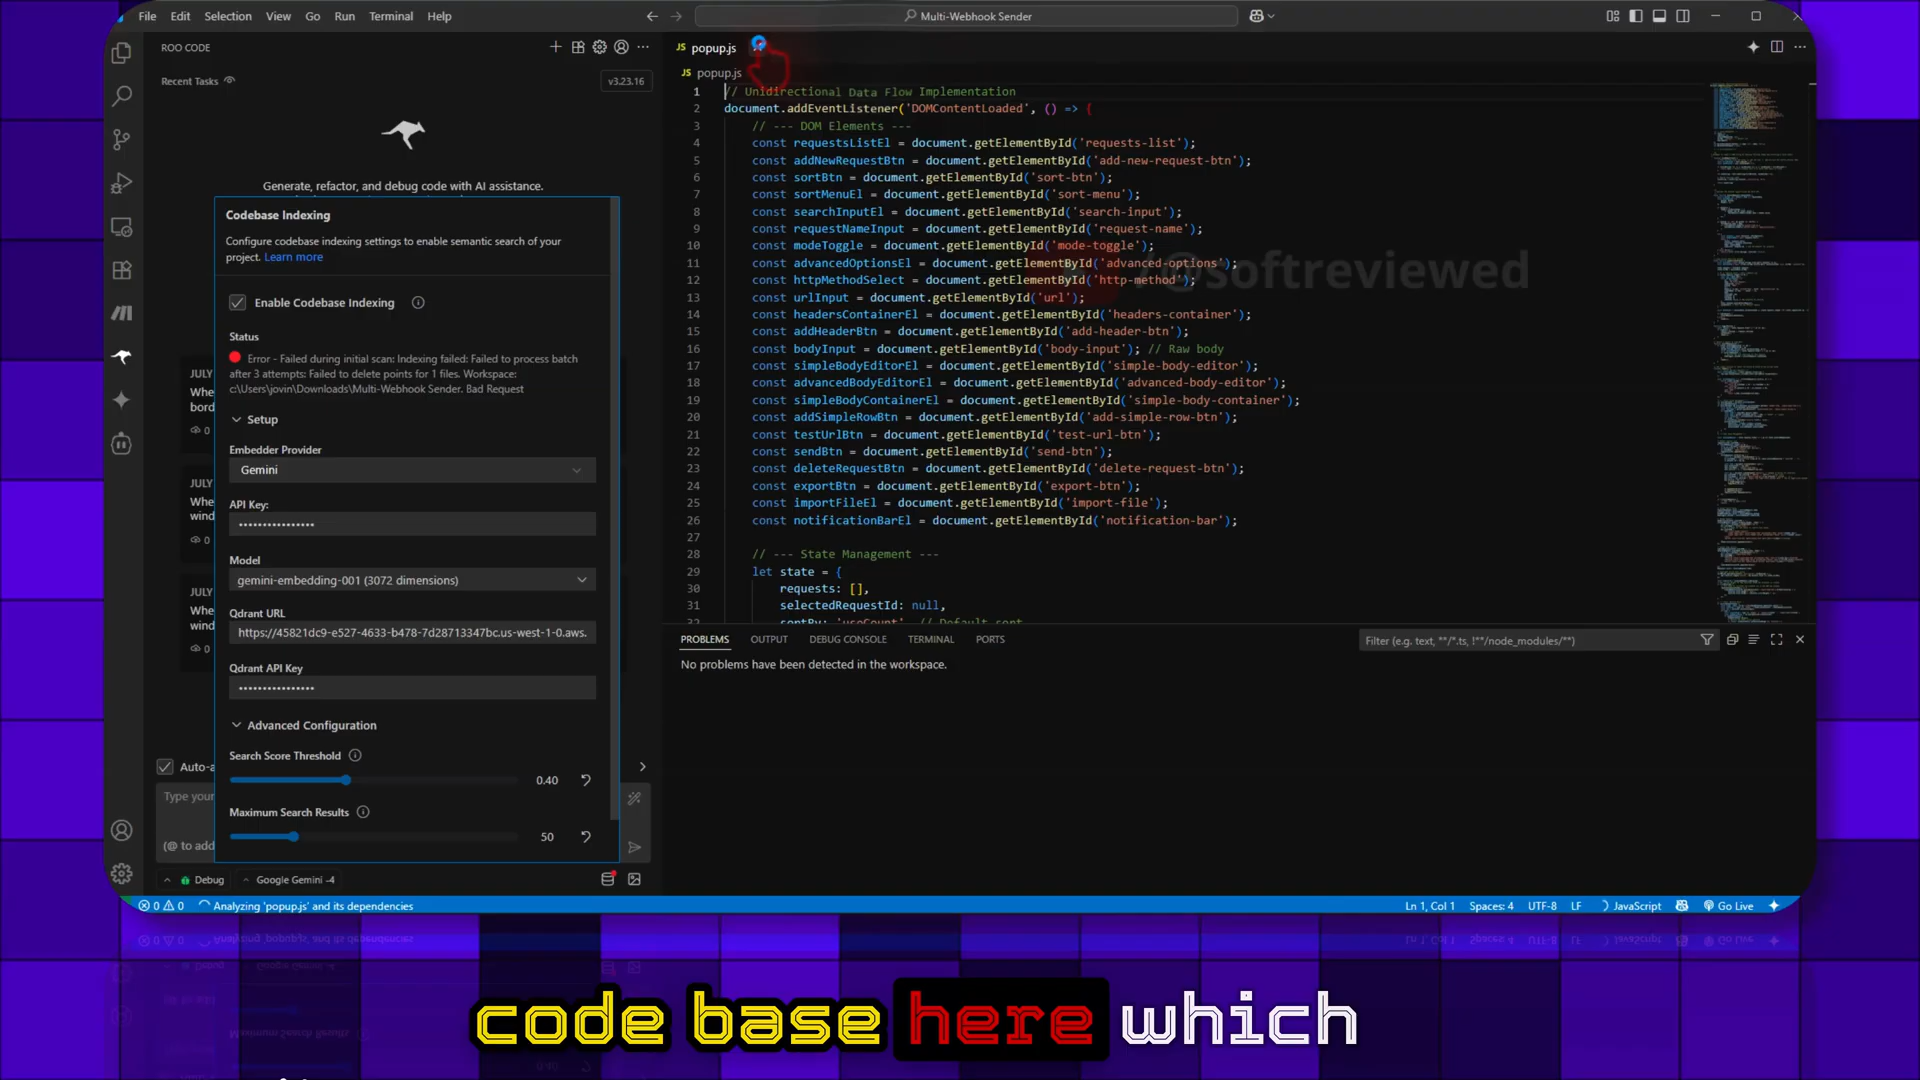 File Edit Selection View Go Run Terminal Help
Multi-Webhook Sender
ROO CODE
Recent Tasks
v3.23.16
Generate, refactor, and debug code with AI assistance.
Codebase Indexing
Configure codebase indexing settings to enable semantic search of your
project. Learn more
Enable Codebase Indexing
Status
Error - Failed during initial scan: Indexing failed: Failed to process batch
after 3 attempts: Failed to delete points for 1 files. Workspace:
c:\Users\jovin\Downloads\Multi-Webhook Sender. Bad Request
Setup
Embedder Provider
Gemini
API Key:
Model
gemini-embedding-001 (3072 dimensions)
Qdrant URL
https://45821dc9-e527-4633-b478-7d28713347bc.us-west-1-0.aws.
Qdrant API Key
Advanced Configuration
Search Score Threshold
0.40
Maximum Search Results
50
JULY
Whe
bord
0
JULY
Whe
wind
0
JULY
Whe
wind
0
Auto-a
Type your
(@ to add
Debug
Google Gemini -4
JS popup.js
JS popup.js
1 // Unidirectional Data Flow Implementation
2 document.addEventListener('DOMContentLoaded', () => {
3 // --- DOM Elements ---
4 const requestsListEl = document.getElementById('requests-list');
5 const addNewRequestBtn = document.getElementById('add-new-request-btn');
6 const sortBtn = document.getElementById('sort-btn');
7 const sortMenuEl = document.getElementById('sort-menu');
8 const searchInputEl = document.getElementById('search-input');
9 const requestNameInput = document.getElementById('request-name');
10 const modeToggle = document.getElementById('mode-toggle');
11 const advancedOptionsEl = document.getElementById('advanced-options');
12 const httpMethodSelect = document.getElementById('http-method');
13 const urlInput = document.getElementById('url');
14 const headersContainerEl = document.getElementById('headers-container');
15 const addHeaderBtn = document.getElementById('add-header-btn');
16 const bodyInput = document.getElementById('body-input'); // Raw body
17 const simpleBodyEditorEl = document.getElementById('simple-body-editor');
18 const advancedBodyEditorEl = document.getElementById('advanced-body-editor');
19 const simpleBodyContainerEl = document.getElementById('simple-body-container');
20 const addSimpleRowBtn = document.getElementById('add-simple-row-btn');
21 const testUrlBtn = document.getElementById('test-url-btn');
22 const sendBtn = document.getElementById('send-btn');
23 const deleteRequestBtn = document.getElementById('delete-request-btn');
24 const exportBtn = document.getElementById('export-btn');
25 const importFileEl = document.getElementById('import-file');
26 const notificationBarEl = document.getElementById('notification-bar');
27
28 // --- State Management ---
29 let state = {
30 requests: [],
31 selectedRequestId: null,
32 sortBy: 'useCount', // Default sort
/@softreviewed
PROBLEMS OUTPUT DEBUG CONSOLE TERMINAL PORTS
Filter (e.g. text, **/*.ts, !**/node_modules/**)
No problems have been detected in the workspace.
0 0 Analyzing 'popup.js' and its dependencies
Ln 1, Col 1 Spaces: 4 UTF-8 LF JavaScript Go Live
code base here which